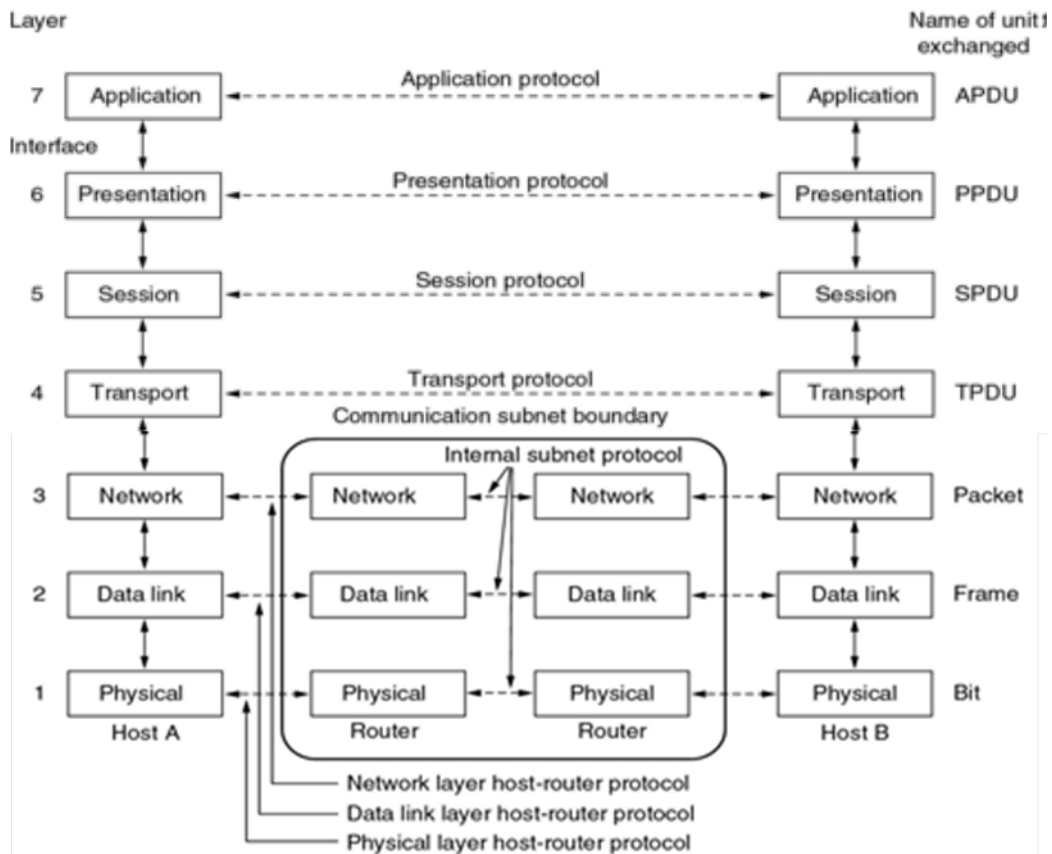 Layer
Name of unit
exchanged
Application protocol
7 Application Application APDU
Interface
Presentation protocol
6 Presentation Presentation PPDU
Session protocol
5 Session Session SPDU
Transport protocol
4 Transport Transport TPDU
Communication subnet boundary
Internal subnet protocol
3 Network Network Network Network Packet
2 Data link Data link Data link Data link Frame
1 Physical Physical Physical Physical Bit
Host A Router Router Host B
Network layer host-router protocol
Data link layer host-router protocol
Physical layer host-router protocol